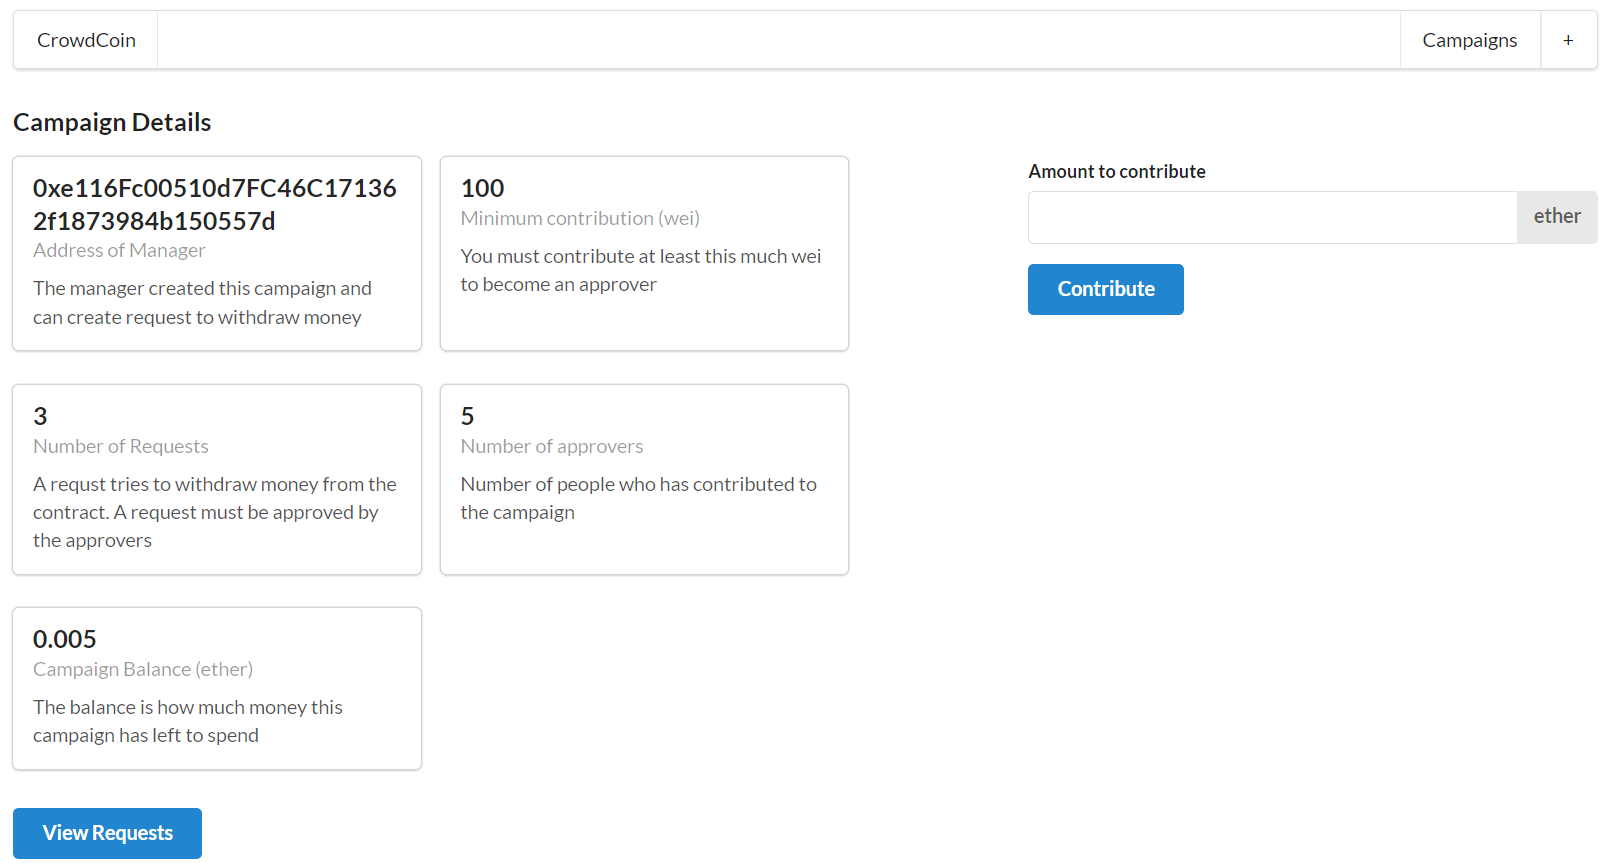 CrowdCoin
Campaigns
+
Campaign Details
0xe116Fc00510d7FC46C17136
2f1873984b150557d
Address of Manager
The manager created this campaign and
can create request to withdraw money
100
Minimum contribution (wei)
You must contribute at least this much wei
to become an approver
3
Number of Requests
A requst tries to withdraw money from the
contract. A request must be approved by
the approvers
5
Number of approvers
Number of people who has contributed to
the campaign
0.005
Campaign Balance (ether)
The balance is how much money this
campaign has left to spend
View Requests
Amount to contribute
ether
Contribute